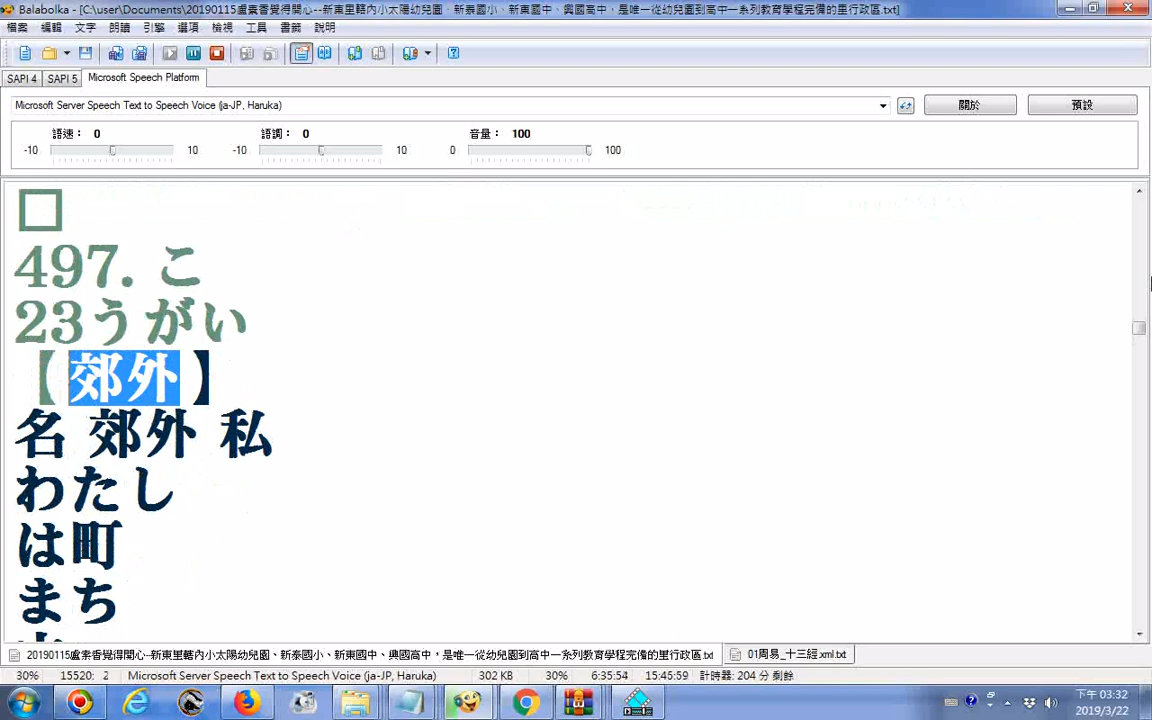 Balabolka - [C:\user\Documents\20190115盧素香覺得開心--新東里轄內小太陽幼兒園、新泰國小、新東國中、興國高中，是唯一從幼兒園到高中一系列教育學程完備的里行政區.txt]
檔案 編輯 文字 朗讀 引擎 選項 檢視 工具 書籤 說明
SAPI 4 SAPI 5 Microsoft Speech Platform
Microsoft Server Speech Text to Speech Voice (ja-JP, Haruka) 關於 預設
語速： 0 語調： 0 音量： 100
-10 10 -10 10 0 100
□
497. こ
23うがい
【郊外】
名 郊外 私
わたし
は町
まち
20190115盧素香覺得開心--新東里轄內小太陽幼兒園、新泰國小、新東國中、興國高中，是唯一從幼兒園到高中一系列教育學程完備的里行政區.txt 01周易_十三經.xml.txt
30% 15520: 2 Microsoft Server Speech Text to Speech Voice (ja-JP, Haruka) 302 KB 30% 6:35:54 15:45:59 計時器: 204 分 剩餘
下午 03:32
2019/3/22